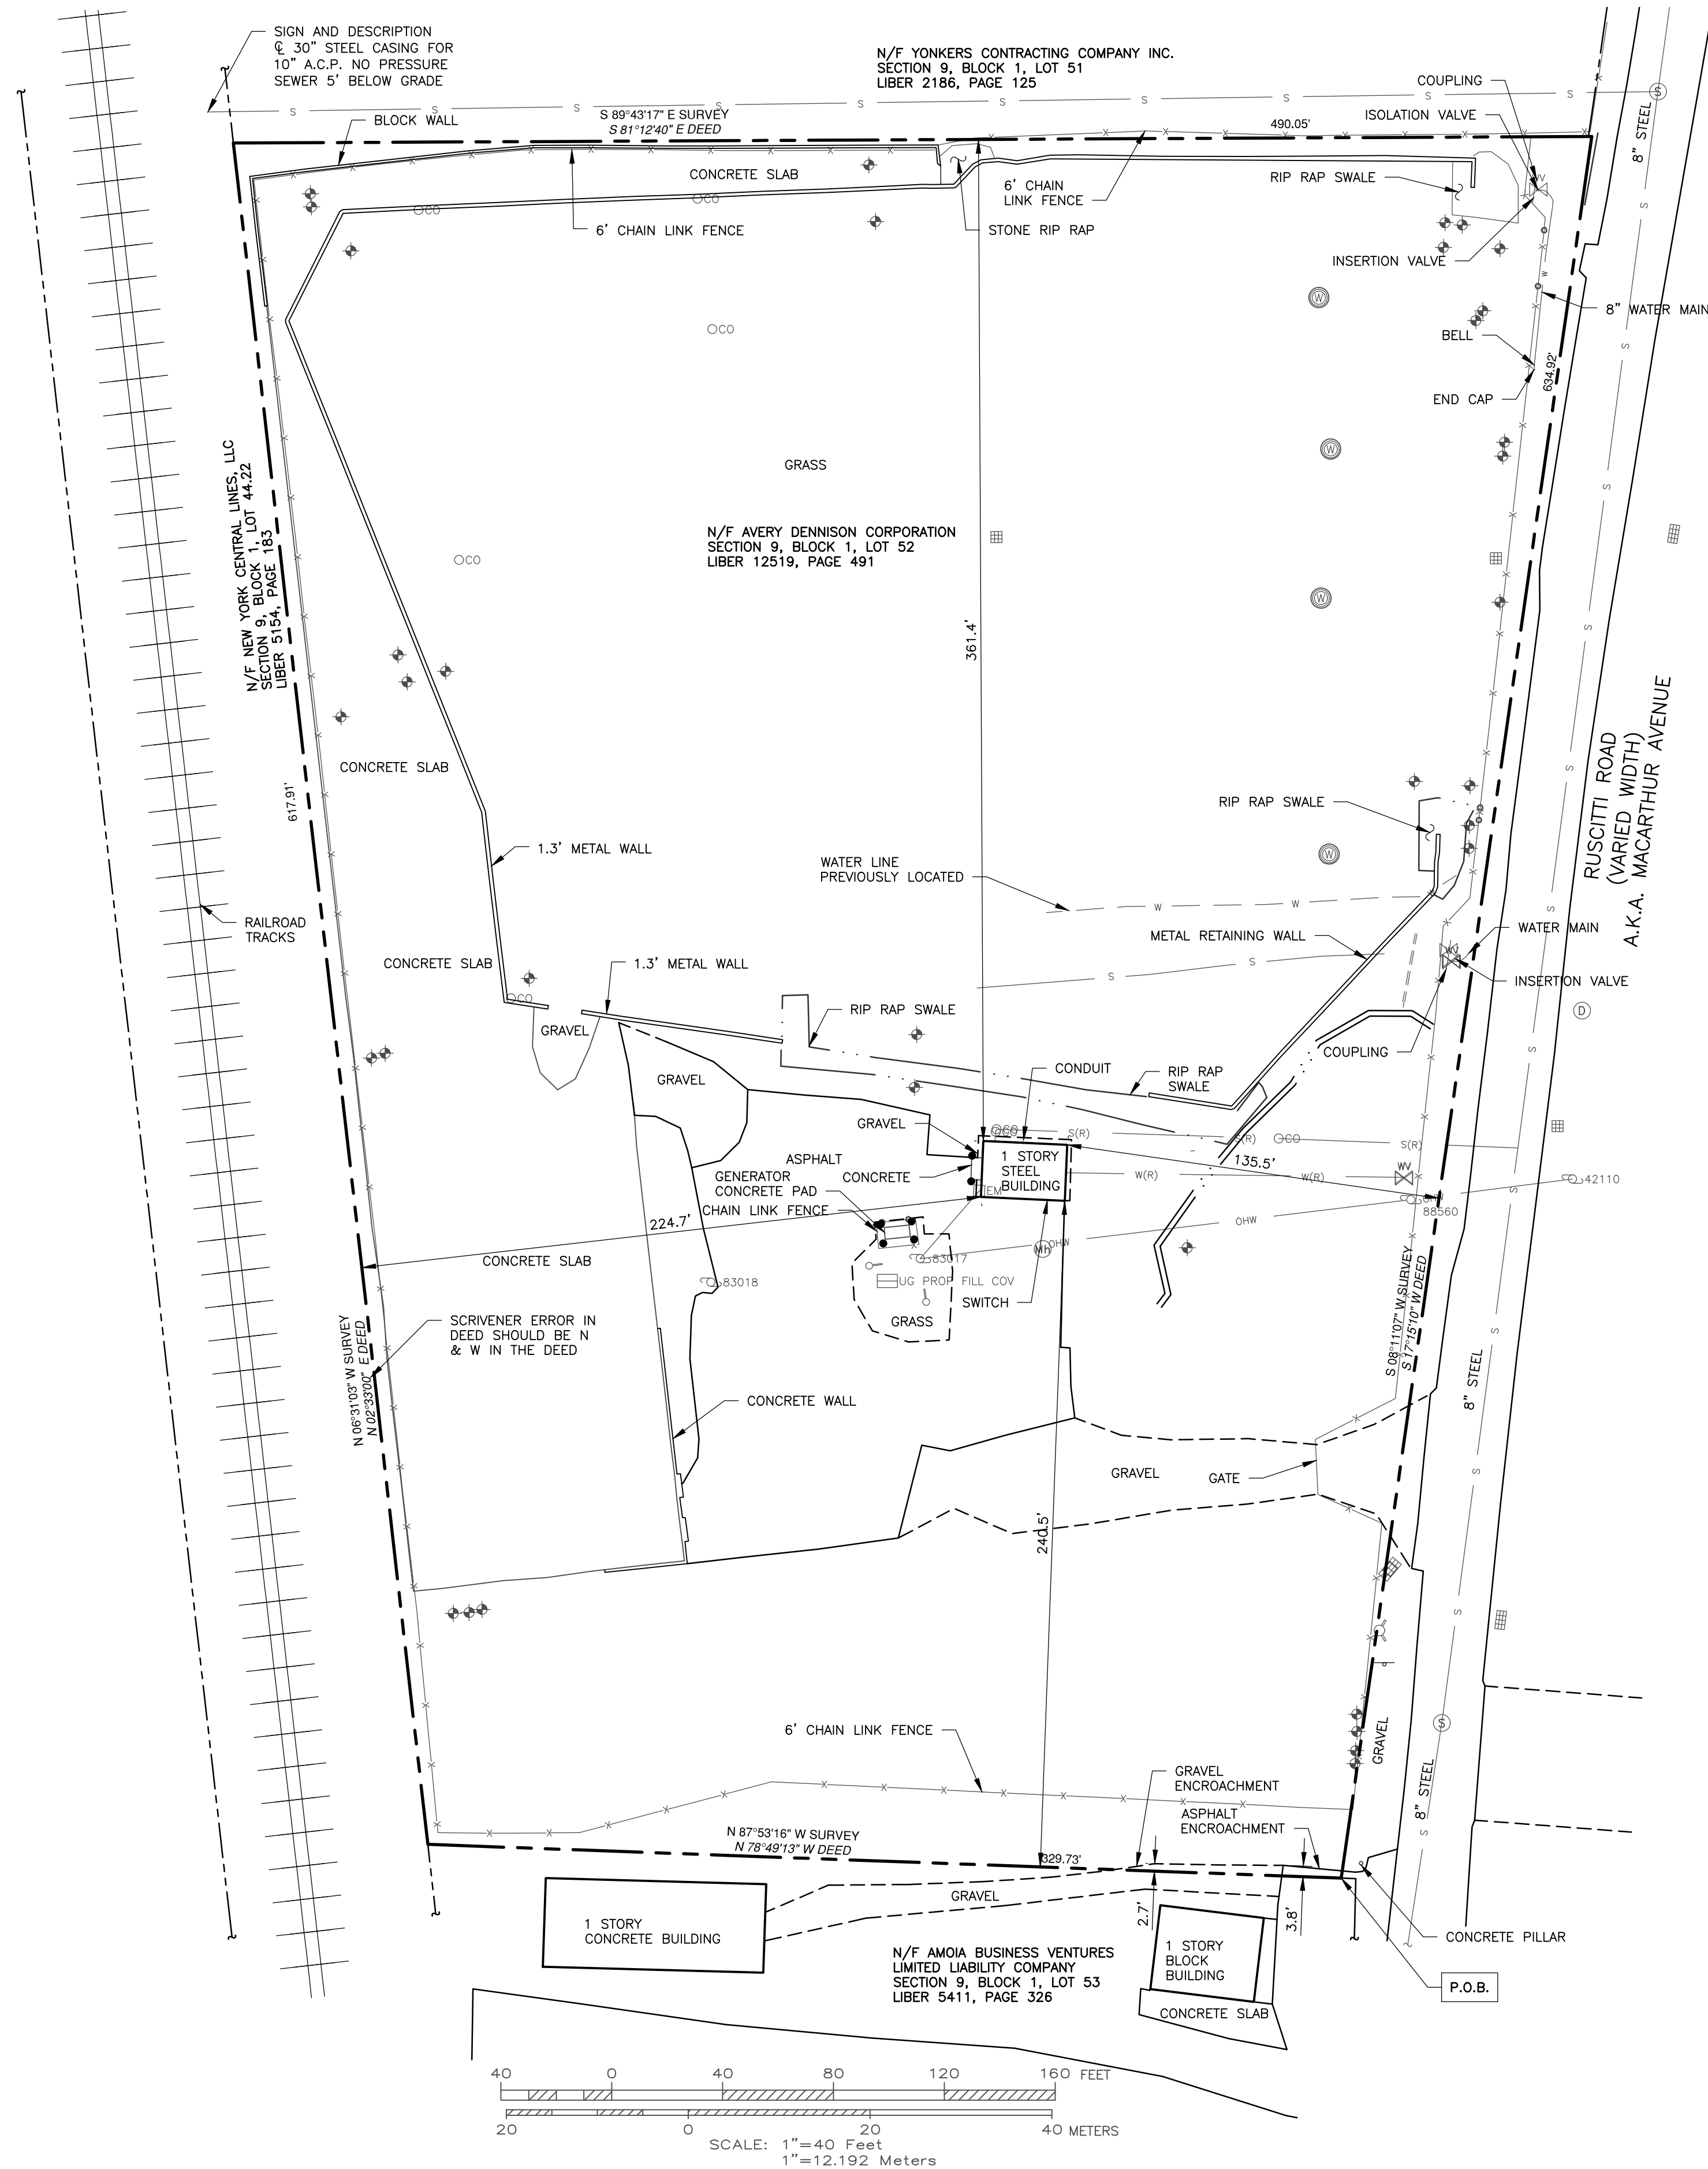 SIGN AND DESCRIPTION
℄ 30" STEEL CASING FOR
10" A.C.P. NO PRESSURE
SEWER 5' BELOW GRADE
N/F YONKERS CONTRACTING COMPANY INC.
SECTION 9, BLOCK 1, LOT 51
LIBER 2186, PAGE 125
COUPLING
ISOLATION VALVE
8" STEEL
BLOCK WALL
S 89°43'17" E SURVEY
S 81°12'40" E DEED
490.05'
CONCRETE SLAB
6' CHAIN
LINK FENCE
RIP RAP SWALE
WV
CO
CO
6' CHAIN LINK FENCE
STONE RIP RAP
INSERTION VALVE
W
8" WATER MAIN
CO
BELL
634.92'
END CAP
W
GRASS
N/F NEW YORK CENTRAL LINES, LLC
SECTION 9, BLOCK 1, LOT 44.22
LIBER 5154, PAGE 183
N/F AVERY DENNISON CORPORATION
SECTION 9, BLOCK 1, LOT 52
LIBER 12519, PAGE 491
CO
W
361.4'
RUSCITTI ROAD
(VARIED WIDTH)
A.K.A. MACARTHUR AVENUE
CONCRETE SLAB
617.91'
RIP RAP SWALE
1.3' METAL WALL
WATER LINE
PREVIOUSLY LOCATED
W
W
W
RAILROAD
TRACKS
METAL RETAINING WALL
WATER MAIN
CONCRETE SLAB
1.3' METAL WALL
S
S
WV
INSERTION VALVE
CO
RIP RAP SWALE
D
GRAVEL
COUPLING
CONDUIT
RIP RAP
SWALE
GRAVEL
GRAVEL
CO
S(R)
S(R)
CO
S(R)
ASPHALT
1 STORY
STEEL
BUILDING
135.5'
GENERATOR
CONCRETE PAD
CONCRETE
EM
W(R)
W(R)
WV
42110
CHAIN LINK FENCE
OHW
88560
224.7'
OHW
Mh
OHW
CONCRETE SLAB
83017
83018
UG PROP FILL COV
SWITCH
GRASS
S 08°11'07" W SURVEY
S 17°15'10" W DEED
SCRIVENER ERROR IN
DEED SHOULD BE N
& W IN THE DEED
N 06°31'03" W SURVEY
N 02°33'00" E DEED
8" STEEL
CONCRETE WALL
GRAVEL
GATE
240.5'
S
6' CHAIN LINK FENCE
GRAVEL
GRAVEL
ENCROACHMENT
8" STEEL
ASPHALT
ENCROACHMENT
N 87°53'16" W SURVEY
N 78°49'13" W DEED
329.73'
GRAVEL
2.7'
3.8'
1 STORY
CONCRETE BUILDING
CONCRETE PILLAR
N/F AMOIA BUSINESS VENTURES
LIMITED LIABILITY COMPANY
SECTION 9, BLOCK 1, LOT 53
LIBER 5411, PAGE 326
1 STORY
BLOCK
BUILDING
P.O.B.
CONCRETE SLAB
40 0 40 80 120 160 FEET
20 0 20 40 METERS
SCALE: 1"=40 Feet
1"=12.192 Meters